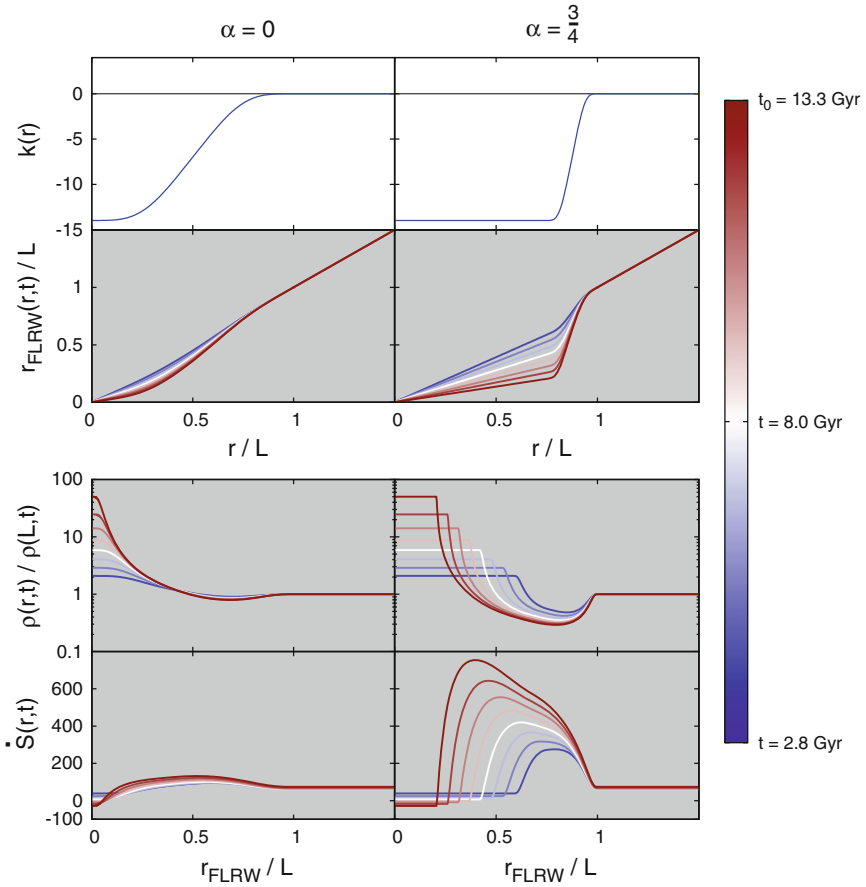 α = 0
α = 3/4
k(r)
0
-5
-10
-15
r_FLRW(r,t) / L
1
0.5
0
0 0.5 1
0 0.5 1
r / L
r / L
ρ(r,t) / ρ(L,t)
100
10
1
0.1
Ṡ(r,t)
600
400
200
0
-100
0 0.5 1
0 0.5 1
r_FLRW / L
r_FLRW / L
t_0 = 13.3 Gyr
t = 8.0 Gyr
t = 2.8 Gyr